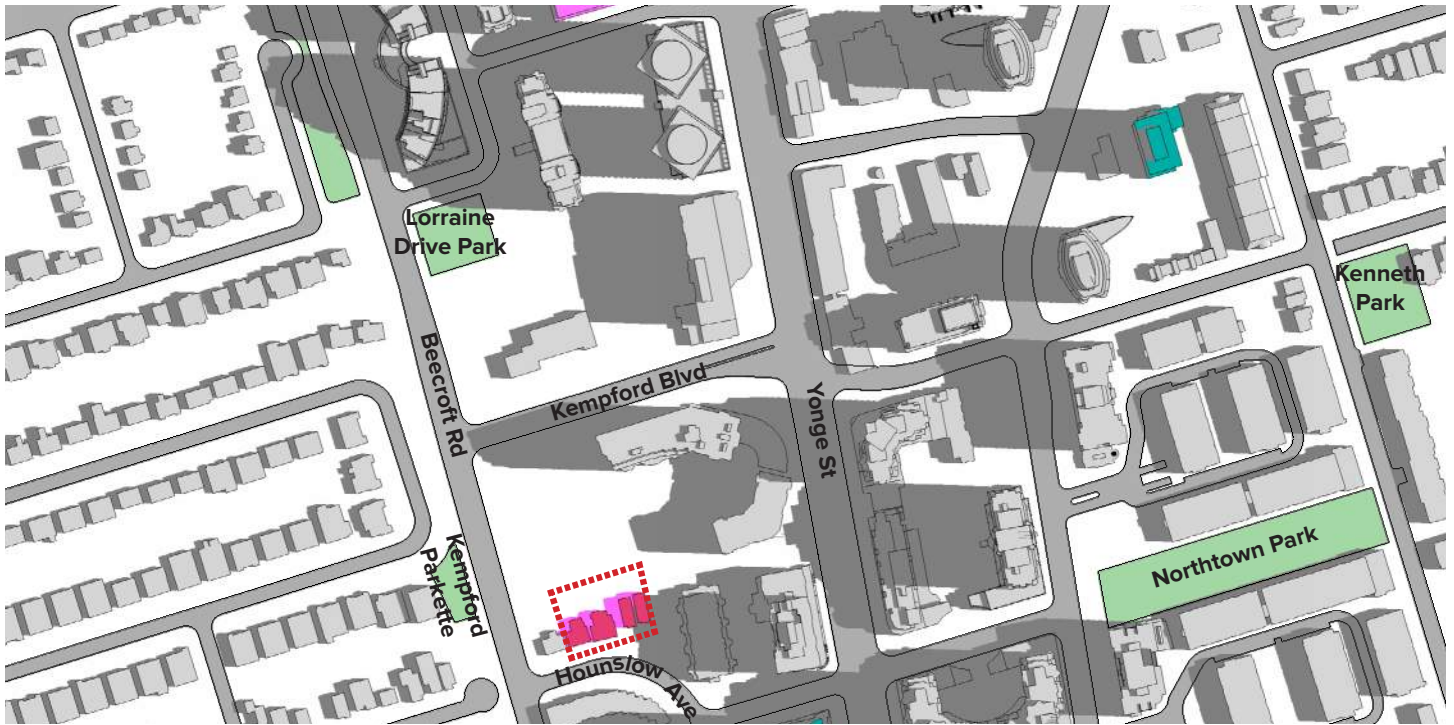 Lorraine
Drive Park
Kenneth
Park
Beecroft Rd
Kempford Blvd
Yonge St
Northtown Park
Kempford
Parkette
Hounslow Ave